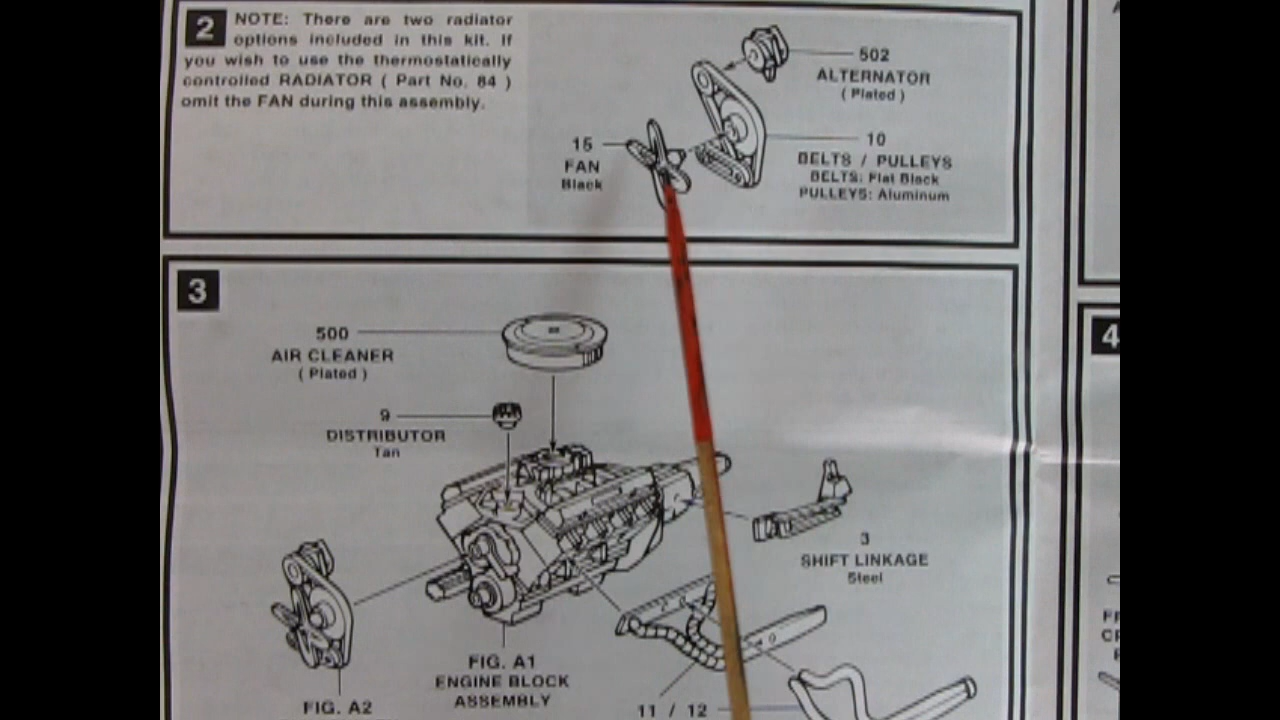 2
NOTE: There are two radiator
options included in this kit. If
you wish to use the thermostatically
controlled RADIATOR ( Part No. 84 )
omit the FAN during this assembly.
502
ALTERNATOR
( Plated )
15
FAN
Black
10
BELTS / PULLEYS
BELTS: Flat Black
PULLEYS: Aluminum
3
500
AIR CLEANER
( Plated )
9
DISTRIBUTOR
Tan
3
SHIFT LINKAGE
Steel
FIG. A1
ENGINE BLOCK
ASSEMBLY
FIG. A2
11 / 12
4